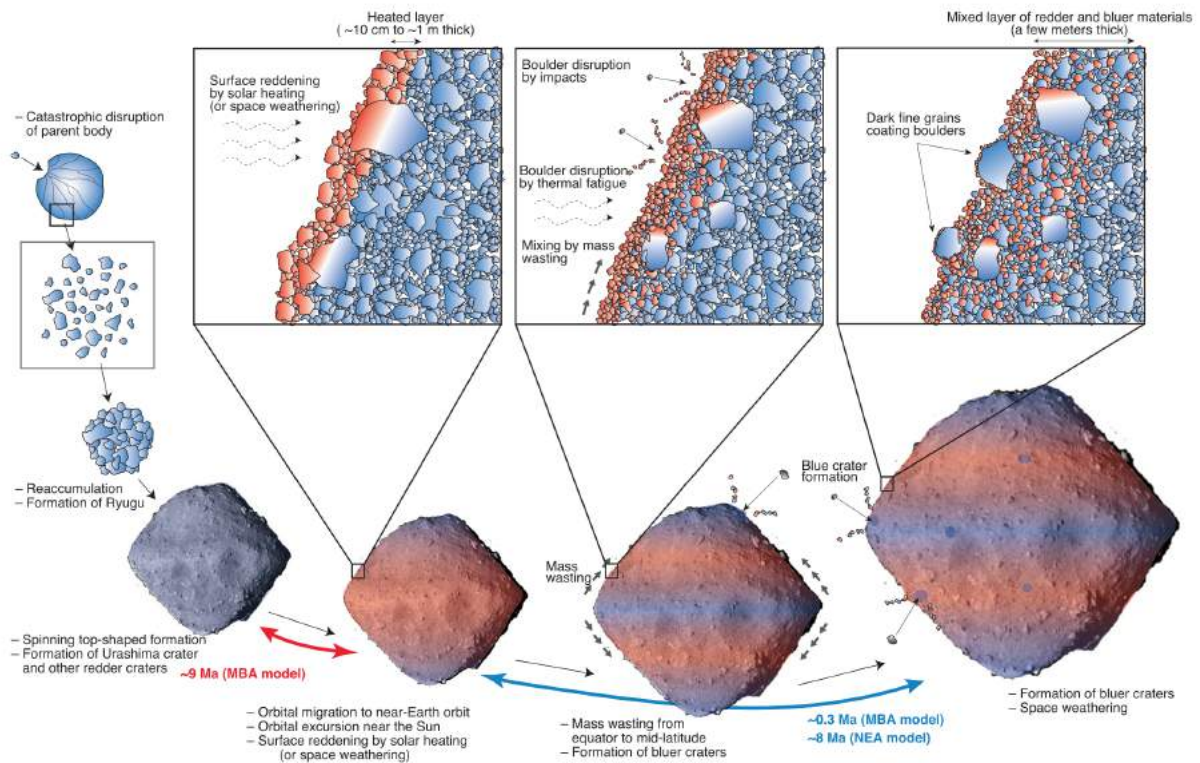 Heated layer
( ~10 cm to ~1 m thick)
Mixed layer of redder and bluer materials
(a few meters thick)
Surface reddening
by solar heating
(or space weathering)
Boulder disruption
by impacts
Boulder disruption
by thermal fatigue
Mixing by mass
wasting
Dark fine grains
coating boulders
– Catastrophic disruption
of parent body
– Reaccumulation
– Formation of Ryugu
Blue crater
formation
Mass
wasting
– Spinning top-shaped formation
– Formation of Urashima crater
and other redder craters
~9 Ma (MBA model)
– Orbital migration to near-Earth orbit
– Orbital excursion near the Sun
– Surface reddening by solar heating
(or space weathering)
– Mass wasting from
equator to mid-latitude
– Formation of bluer craters
~0.3 Ma (MBA model)
~8 Ma (NEA model)
– Formation of bluer craters
– Space weathering